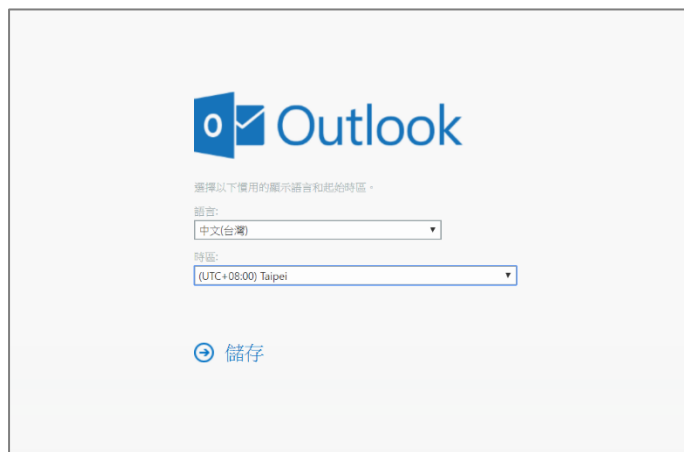 Outlook
選擇以下慣用的顯示語言和起始時區。
語言:
中文(台灣)
時區:
(UTC+08:00) Taipei
儲存